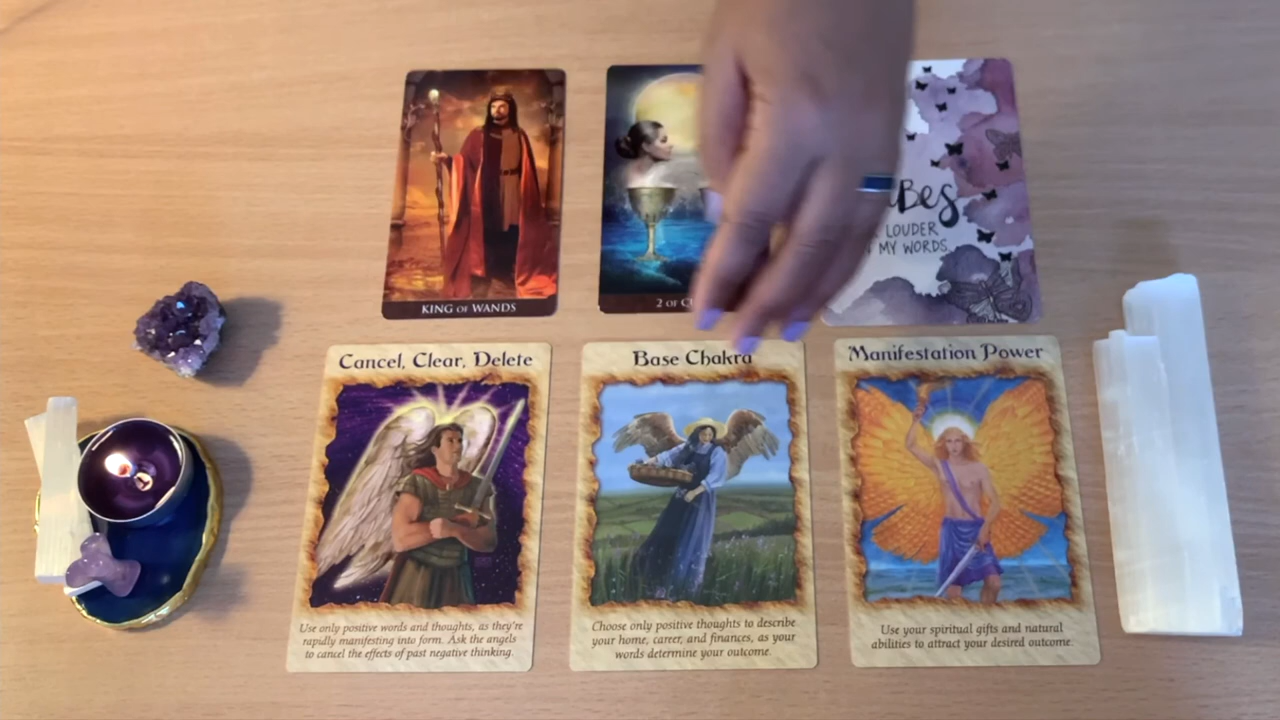 KING OF WANDS
2 OF
LOUDER
MY WORDS.
Cancel, Clear, Delete
Use only positive words and thoughts, as they're
rapidly manifesting into form. Ask the angels
to cancel the effects of past negative thinking.
Base Chakra
Choose only positive thoughts to describe
your home, career, and finances, as your
words determine your outcome.
Manifestation Power
Use your spiritual gifts and natural
abilities to attract your desired outcome.